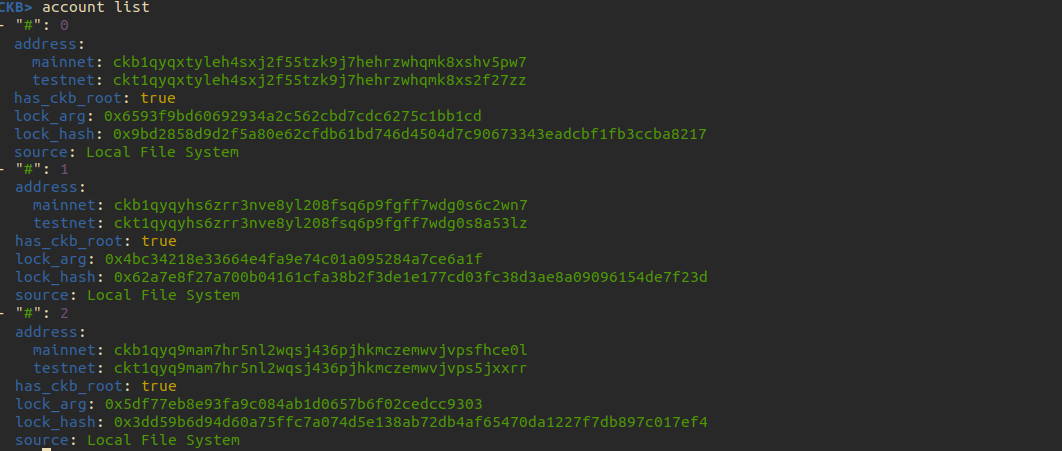 CKB> account list
- "#": 0
  address:
    mainnet: ckb1qyqxtyleh4sxj2f55tzk9j7hehrzwhqmk8xshv5pw7
    testnet: ckt1qyqxtyleh4sxj2f55tzk9j7hehrzwhqmk8xs2f27zz
  has_ckb_root: true
  lock_arg: 0x6593f9bd60692934a2c562cbd7cdc6275c1bb1cd
  lock_hash: 0x9bd2858d9d2f5a80e62cfdb61bd746d4504d7c90673343eadcbf1fb3ccba8217
  source: Local File System
- "#": 1
  address:
    mainnet: ckb1qyqyhs6zrr3nve8yl208fsq6p9fgff7wdg0s6c2wn7
    testnet: ckt1qyqyhs6zrr3nve8yl208fsq6p9fgff7wdg0s8a53lz
  has_ckb_root: true
  lock_arg: 0x4bc34218e33664e4fa9e74c01a095284a7ce6a1f
  lock_hash: 0x62a7e8f27a700b04161cfa38b2f3de1e177cd03fc38d3ae8a09096154de7f23d
  source: Local File System
- "#": 2
  address:
    mainnet: ckb1qyq9mam7hr5nl2wqsj436pjhkmczemwvjvpsfhce0l
    testnet: ckt1qyq9mam7hr5nl2wqsj436pjhkmczemwvjvps5jxxrr
  has_ckb_root: true
  lock_arg: 0x5df77eb8e93fa9c084ab1d0657b6f02cedcc9303
  lock_hash: 0x3dd59b6d94d60a75ffc7a074d5e138ab72db4af65470da1227f7db897c017ef4
  source: Local File System